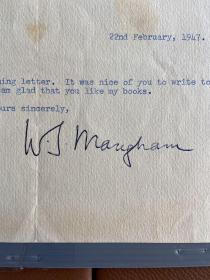 22nd February, 1947.
ing letter. It was nice of you to write to
am glad that you like my books.
urs sincerely,
W. S. Maugham